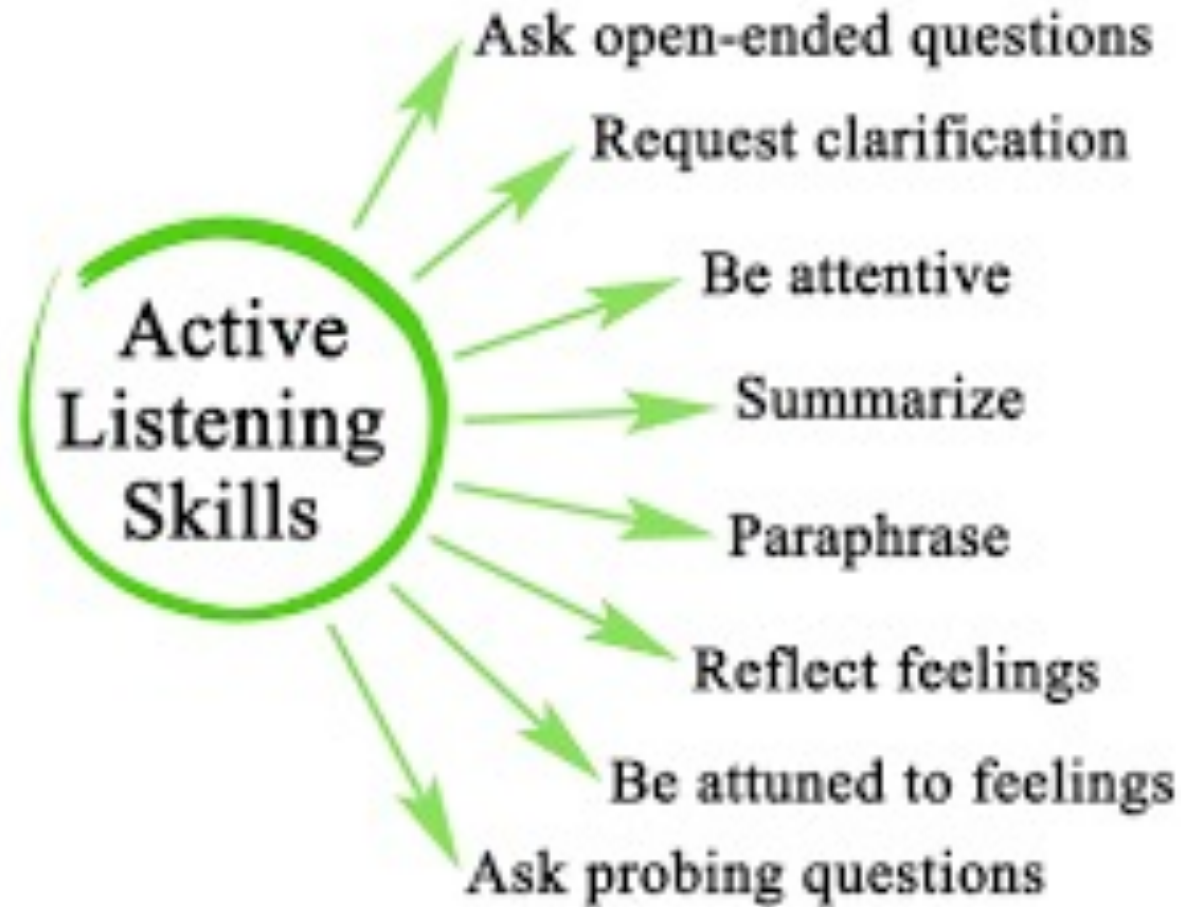 Active
Listening
Skills
Ask open-ended questions
Request clarification
Be attentive
Summarize
Paraphrase
Reflect feelings
Be attuned to feelings
Ask probing questions